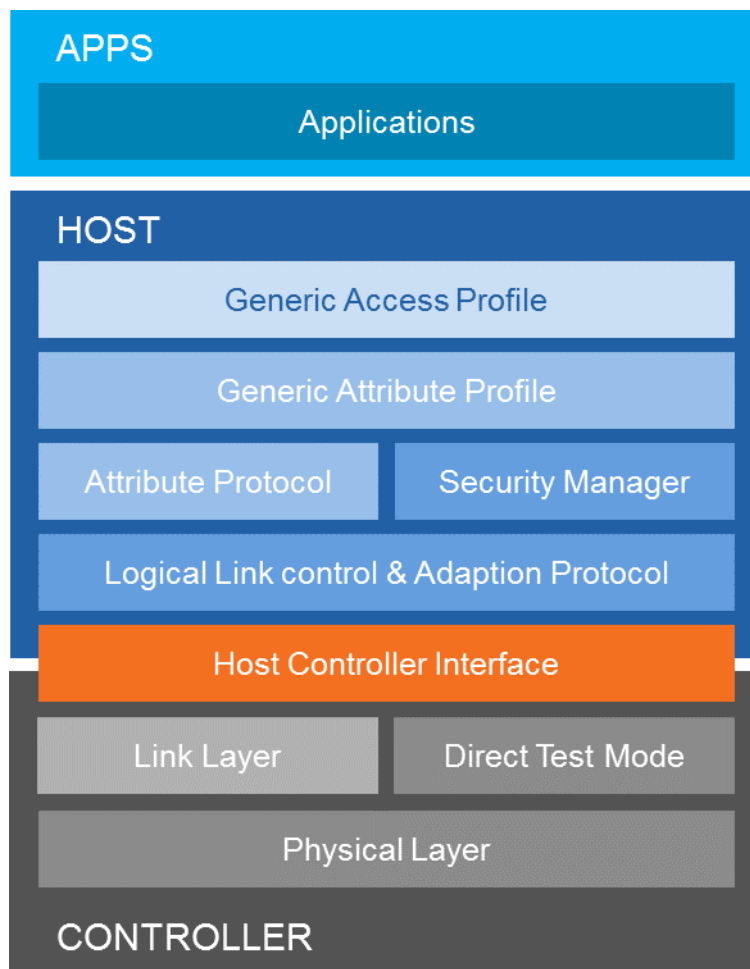 APPS
Applications
HOST
Generic Access Profile
Generic Attribute Profile
Attribute Protocol
Security Manager
Logical Link control & Adaption Protocol
Host Controller Interface
Link Layer
Direct Test Mode
Physical Layer
CONTROLLER